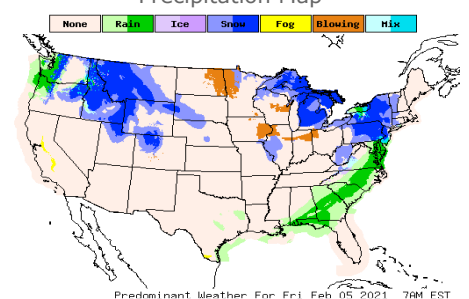 Precipitation Map
None Rain Ice Snow Fog Blowing Mix
Predominant Weather For Fri Feb 05 2021 7AM EST